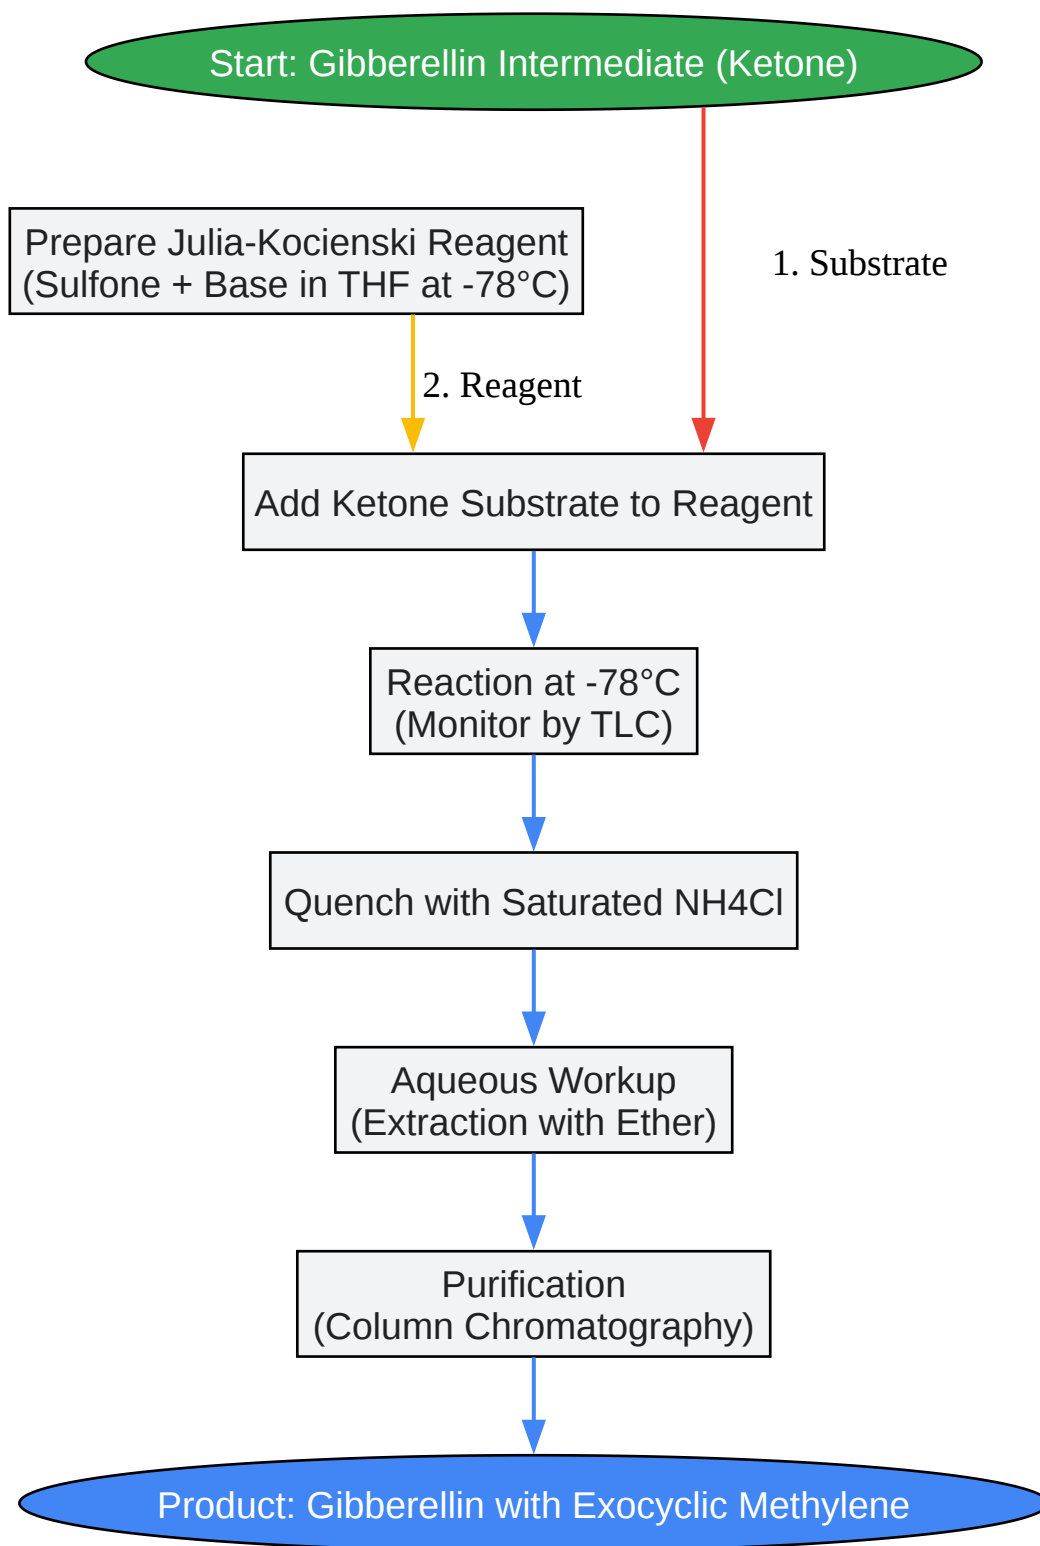 Start: Gibberellin Intermediate (Ketone)
Prepare Julia-Kocienski Reagent
(Sulfone + Base in THF at -78°C)
1. Substrate
2. Reagent
Add Ketone Substrate to Reagent
Reaction at -78°C
(Monitor by TLC)
Quench with Saturated NH4Cl
Aqueous Workup
(Extraction with Ether)
Purification
(Column Chromatography)
Product: Gibberellin with Exocyclic Methylene